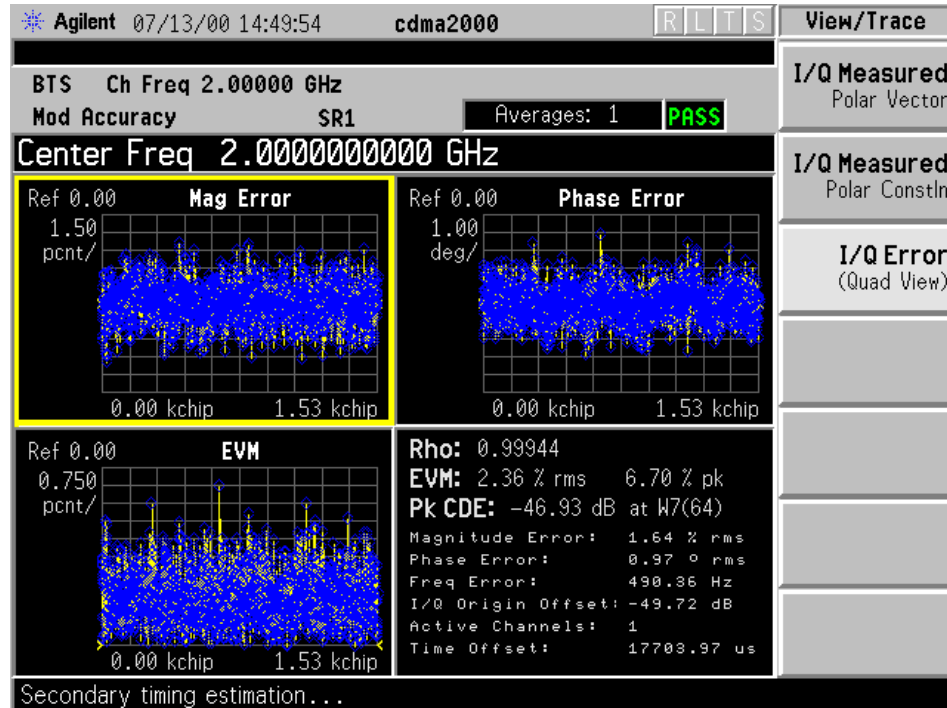 Agilent 07/13/00 14:49:54 cdma2000 R L T S
View/Trace
BTS Ch Freq 2.00000 GHz
Mod Accuracy SR1 Averages: 1 PASS
Center Freq 2.0000000000 GHz
Ref 0.00 Mag Error
1.50
pcnt/
0.00 kchip 1.53 kchip
Ref 0.00 Phase Error
1.00
deg/
0.00 kchip 1.53 kchip
Ref 0.00 EVM
0.750
pcnt/
0.00 kchip 1.53 kchip
Rho: 0.99944
EVM: 2.36 % rms 6.70 % pk
Pk CDE: -46.93 dB at W7(64)
Magnitude Error: 1.64 % rms
Phase Error: 0.97 º rms
Freq Error: 490.36 Hz
I/Q Origin Offset: -49.72 dB
Active Channels: 1
Time Offset: 17703.97 us
I/Q Measured
Polar Vector
I/Q Measured
Polar Constln
I/Q Error
(Quad View)
Secondary timing estimation...